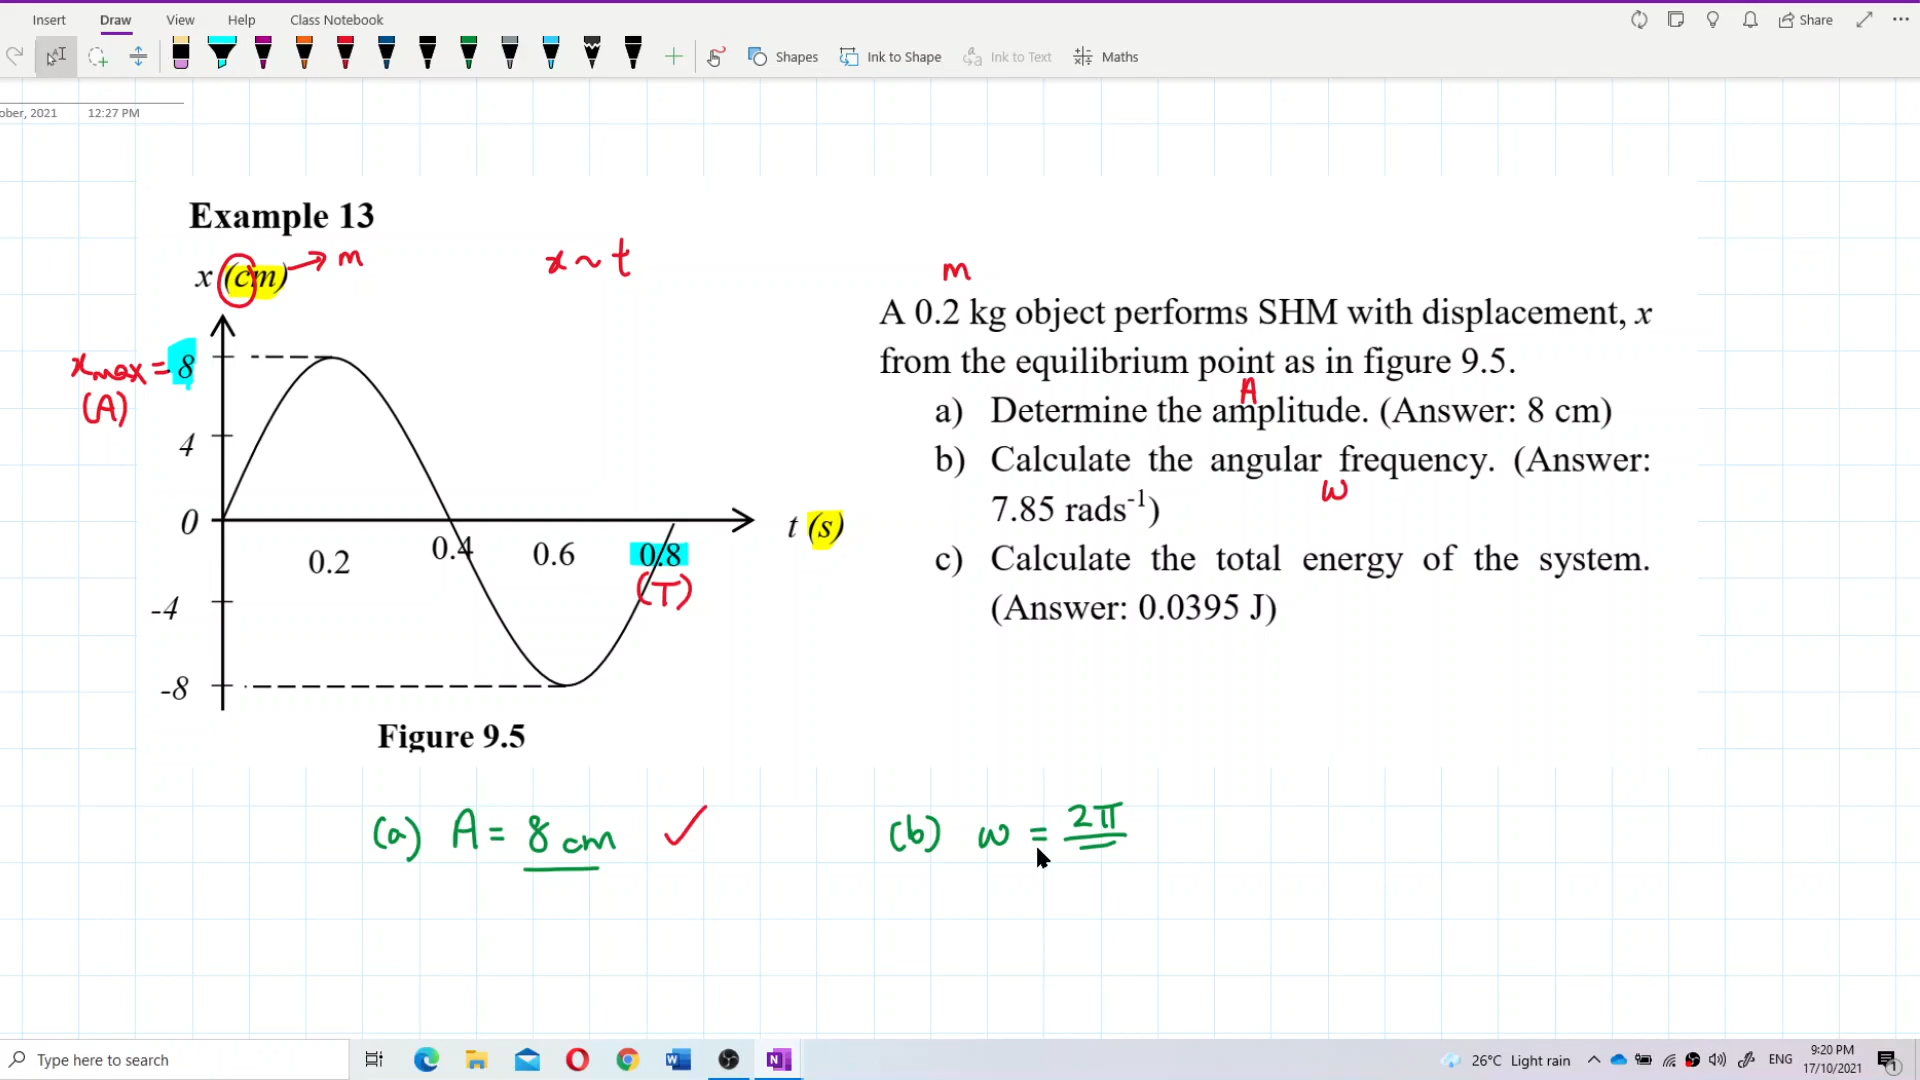 Insert Draw View Help Class Notebook Share
Shapes Ink to Shape Ink to Text Maths
ober, 2021 12:27 PM
Example 13
x (cm) → m
x ~ t
m
A 0.2 kg object performs SHM with displacement, x
from the equilibrium point as in figure 9.5.
A
a) Determine the amplitude. (Answer: 8 cm)
b) Calculate the angular frequency. (Answer:
ω
7.85 rads-1)
c) Calculate the total energy of the system.
(Answer: 0.0395 J)
xmax = 8
(A)
4
0
t (s)
0.2 0.4 0.6 0.8
(T)
-4
-8
Figure 9.5
(a) A = 8 cm ✓
(b) ω = 2π
Type here to search
26°C Light rain
ENG
9:20 PM
17/10/2021
1